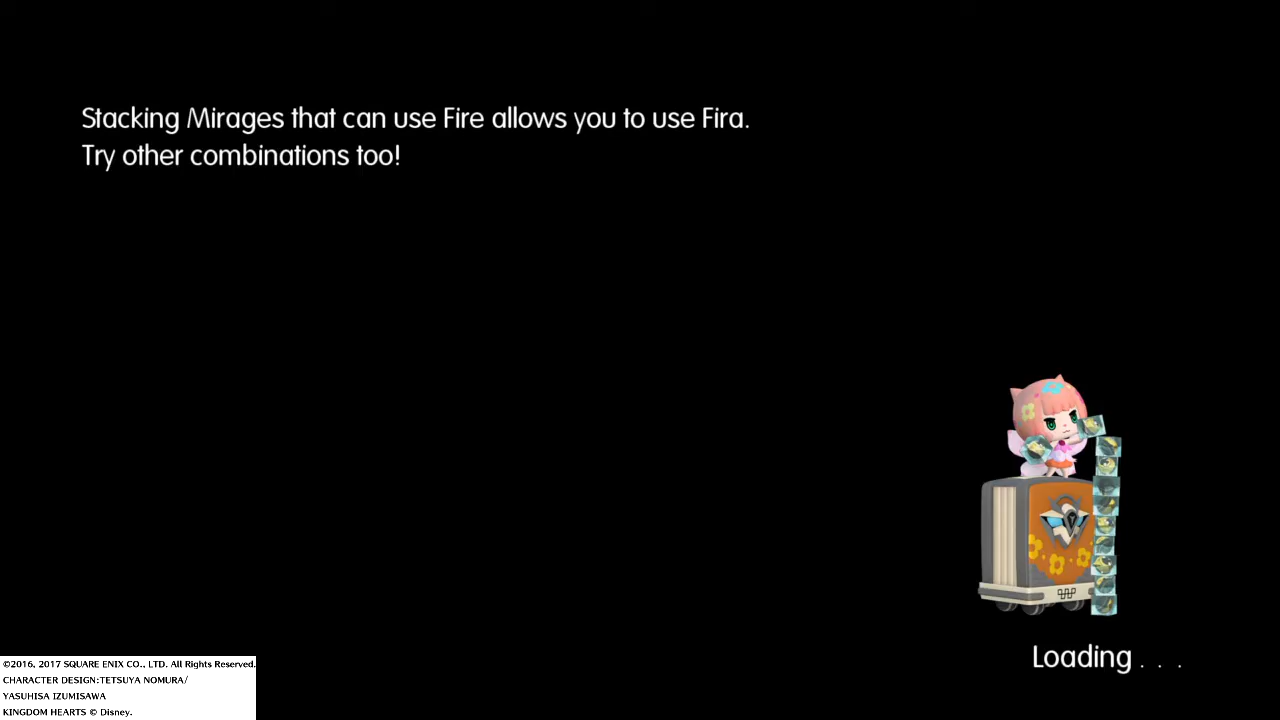 Stacking Mirages that can use Fire allows you to use Fira.
Try other combinations too!
Loading . . .
©2016, 2017 SQUARE ENIX CO., LTD. All Rights Reserved.
CHARACTER DESIGN:TETSUYA NOMURA/
YASUHISA IZUMISAWA
KINGDOM HEARTS © Disney.